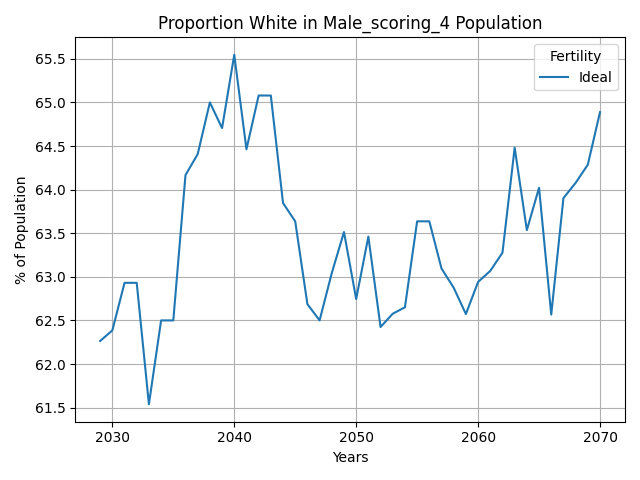 Proportion White in Male_scoring_4 Population
Fertility
Ideal
% of Population
65.5
65.0
64.5
64.0
63.5
63.0
62.5
62.0
61.5
2030 2040 2050 2060 2070
Years